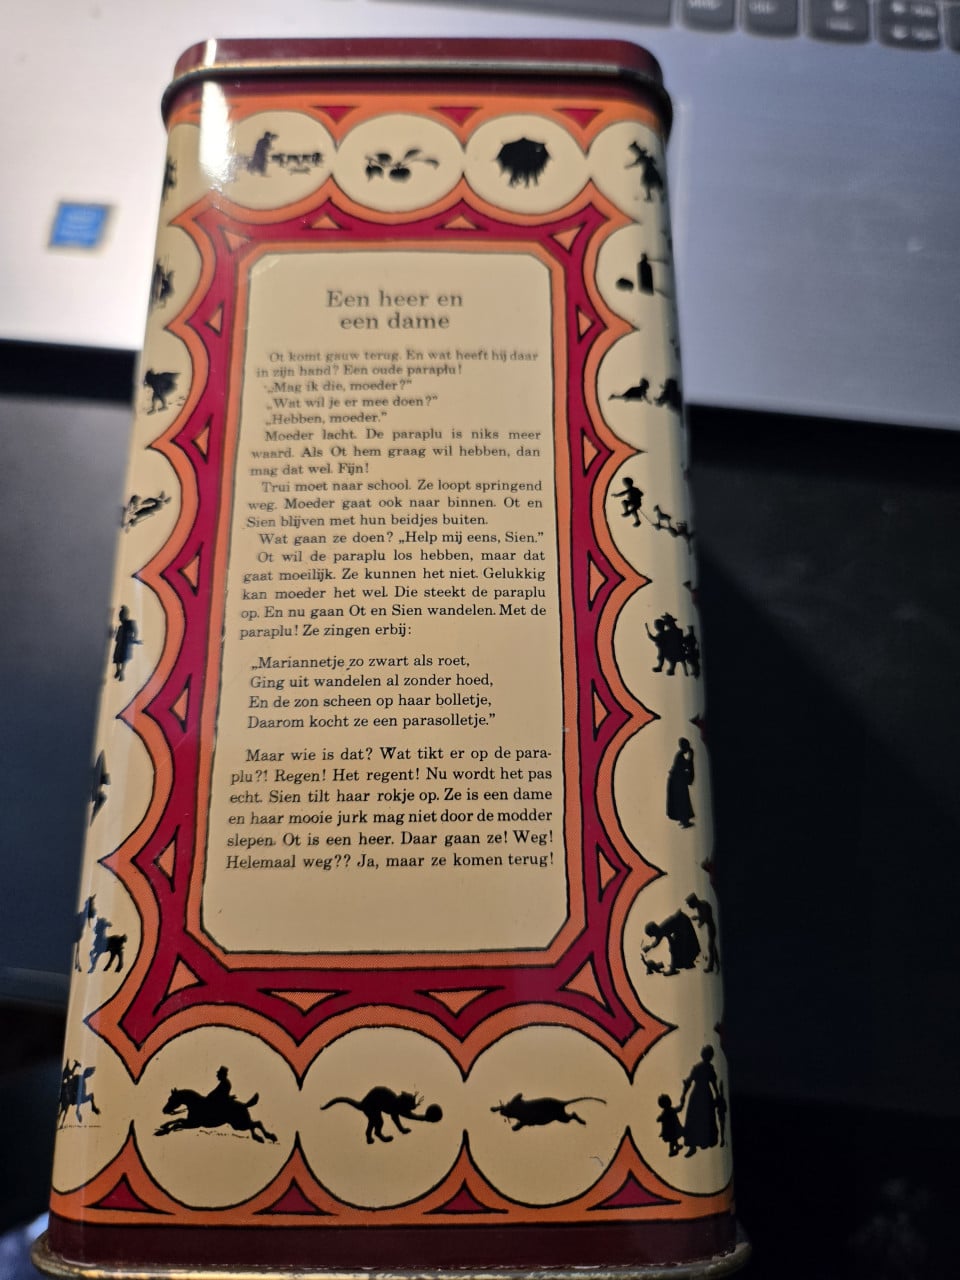 Een heer en
een dame
Ot komt gauw terug. En wat heeft hij daar
in zijn hand? Een oude paraplu!
„Mag ik die, moeder?”
„Wat wil je er mee doen?”
„Hebben, moeder.”
Moeder lacht. De paraplu is niks meer
waard. Als Ot hem graag wil hebben, dan
mag dat wel. Fijn!
Trui moet naar school. Ze loopt springend
weg. Moeder gaat ook naar binnen. Ot en
Sien blijven met hun beidjes buiten.
Wat gaan ze doen? „Help mij eens, Sien.”
Ot wil de paraplu los hebben, maar dat
gaat moeilijk. Ze kunnen het niet. Gelukkig
kan moeder het wel. Die steekt de paraplu
op. En nu gaan Ot en Sien wandelen. Met de
paraplu! Ze zingen erbij:
„Mariannetje zo zwart als roet,
Ging uit wandelen al zonder hoed,
En de zon scheen op haar bolletje,
Daarom kocht ze een parasolletje.”
Maar wie is dat? Wat tikt er op de para-
plu?! Regen! Het regent! Nu wordt het pas
echt. Sien tilt haar rokje op. Ze is een dame
en haar mooie jurk mag niet door de modder
slepen. Ot is een heer. Daar gaan ze! Weg!
Helemaal weg?? Ja, maar ze komen terug!